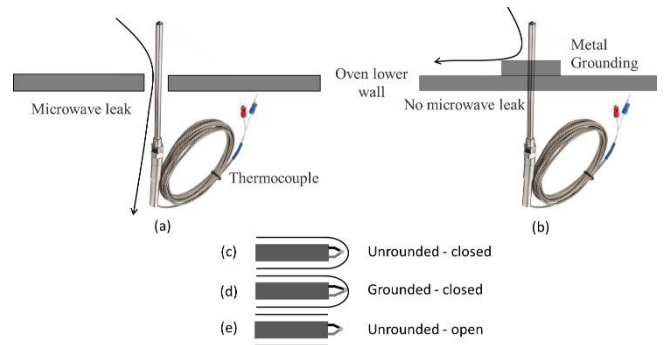 Microwave leak
Thermocouple
(a)
Oven lower
wall
Metal
Grounding
No microwave leak
(b)
(c) Unrounded - closed
(d) Grounded - closed
(e) Unrounded - open